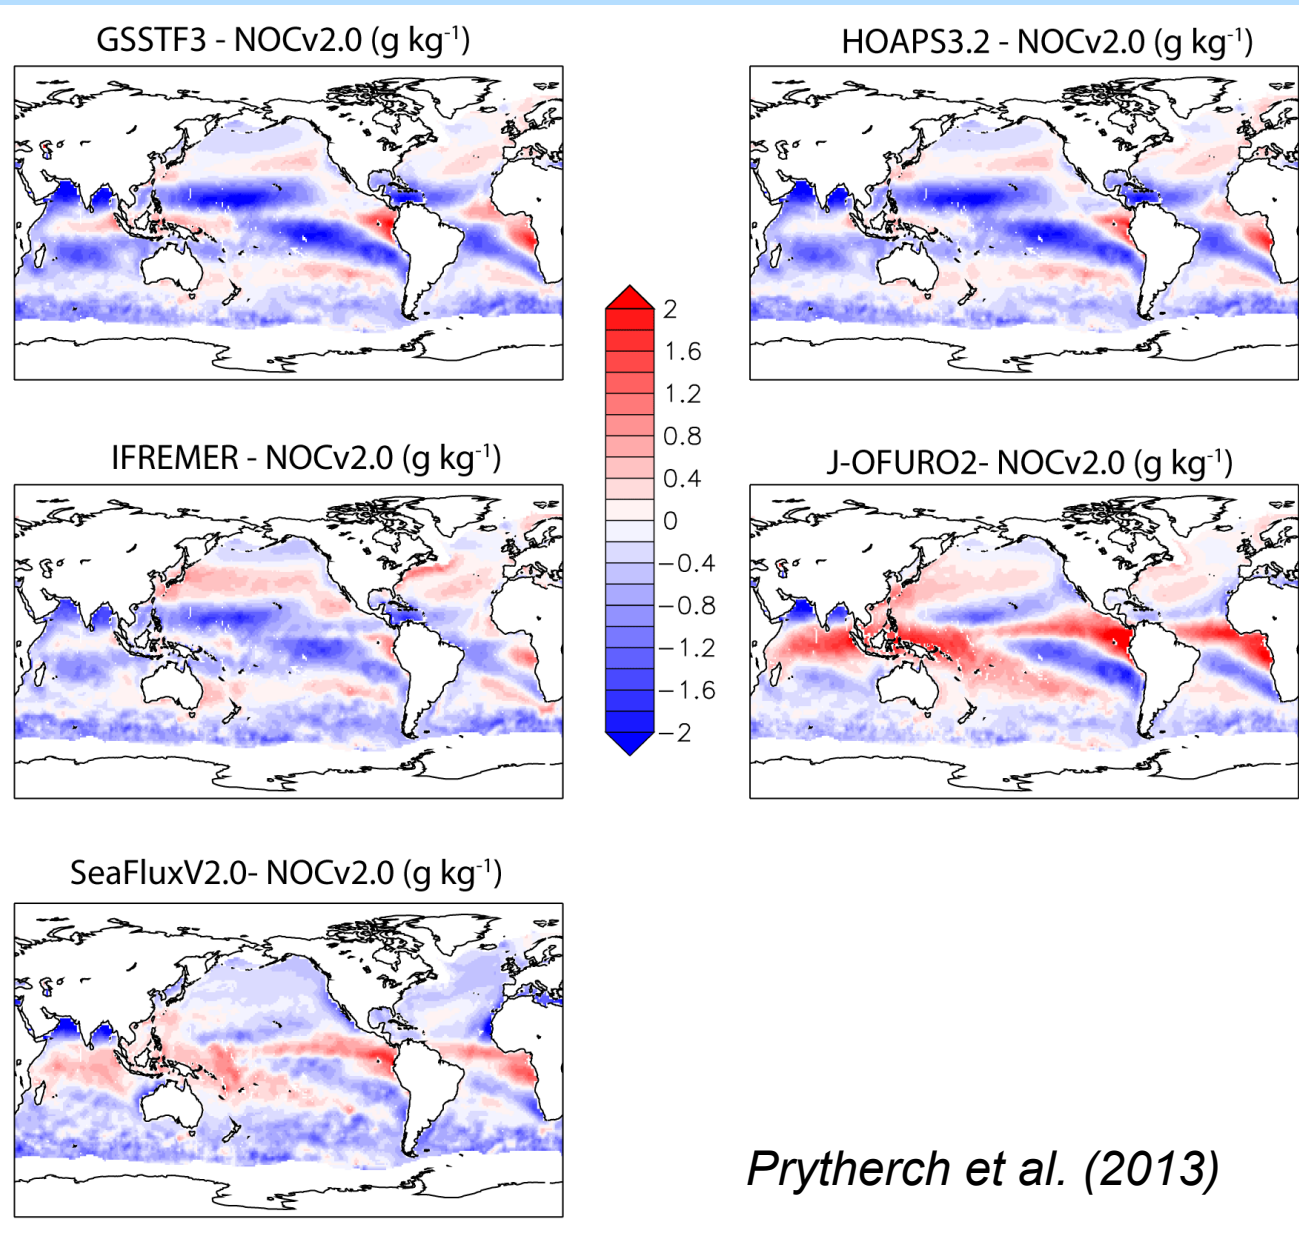 GSSTF3 - NOCv2.0 (g kg⁻¹)
HOAPS3.2 - NOCv2.0 (g kg⁻¹)
2
1.6
1.2
0.8
0.4
0
−0.4
−0.8
−1.2
−1.6
−2
IFREMER - NOCv2.0 (g kg⁻¹)
J-OFURO2- NOCv2.0 (g kg⁻¹)
SeaFluxV2.0- NOCv2.0 (g kg⁻¹)
Prytherch et al. (2013)